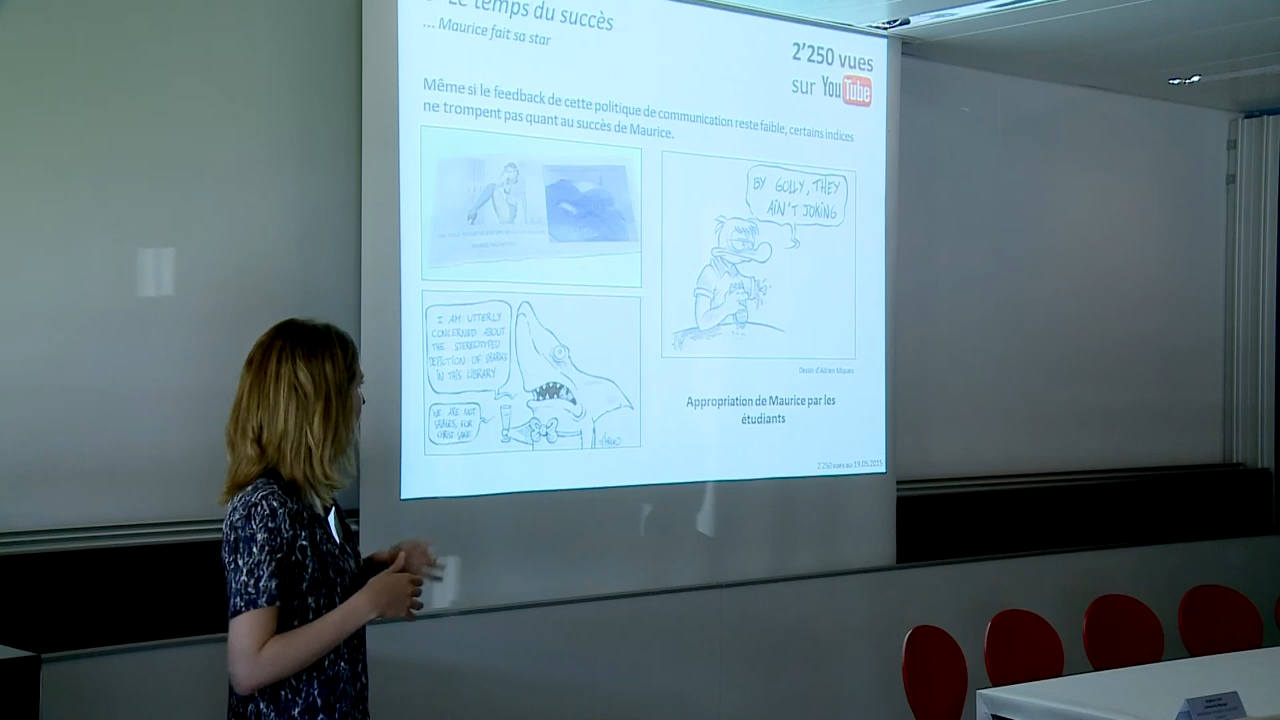 Le temps du succès
... Maurice fait sa star
2'250 vues
sur YouTube
Même si le feedback de cette politique de communication reste faible, certains indices
ne trompent pas quant au succès de Maurice.
BY GOLLY, THEY
AIN'T JOKING
I AM UTTERLY
CONCERNED ABOUT
THE STEREOTYPED
DEPICTION OF SHARKS
IN THIS LIBRARY
WE ARE NOT
FOR
CHRIST SAKE
Dessin d'Adrien
Appropriation de Maurice par les
étudiants
2'250 vues au 19.05.2015